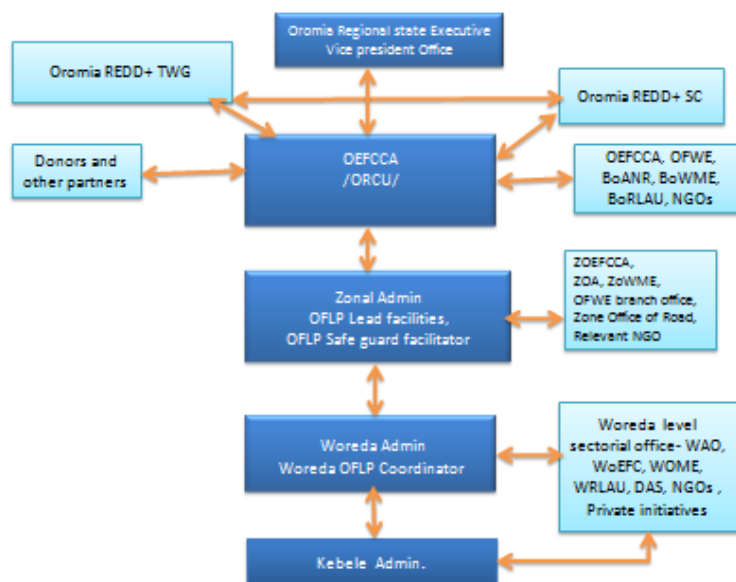 Oromia Regional state Executive
Vice president Office
Oromia REDD+ TWG
Oromia REDD+ SC
Donors and
other partners
OEFCCA
/ORCU/
OEFCCA, OFWE,
BoANR, BoWME,
BoRLAU, NGOs
Zonal Admin
OFLP Lead facilities,
OFLP Safe guard facilitator
ZOEFCCA,
ZOA, ZoWME,
OFWE branch office,
Zone Office of Road,
Relevant NGO
Woreda Admin
Woreda OFLP Coordinator
Woreda level
sectorial office- WAO,
WoEFC, WOME,
WRLAU, DAS, NGOs ,
Private initiatives
Kebele Admin.